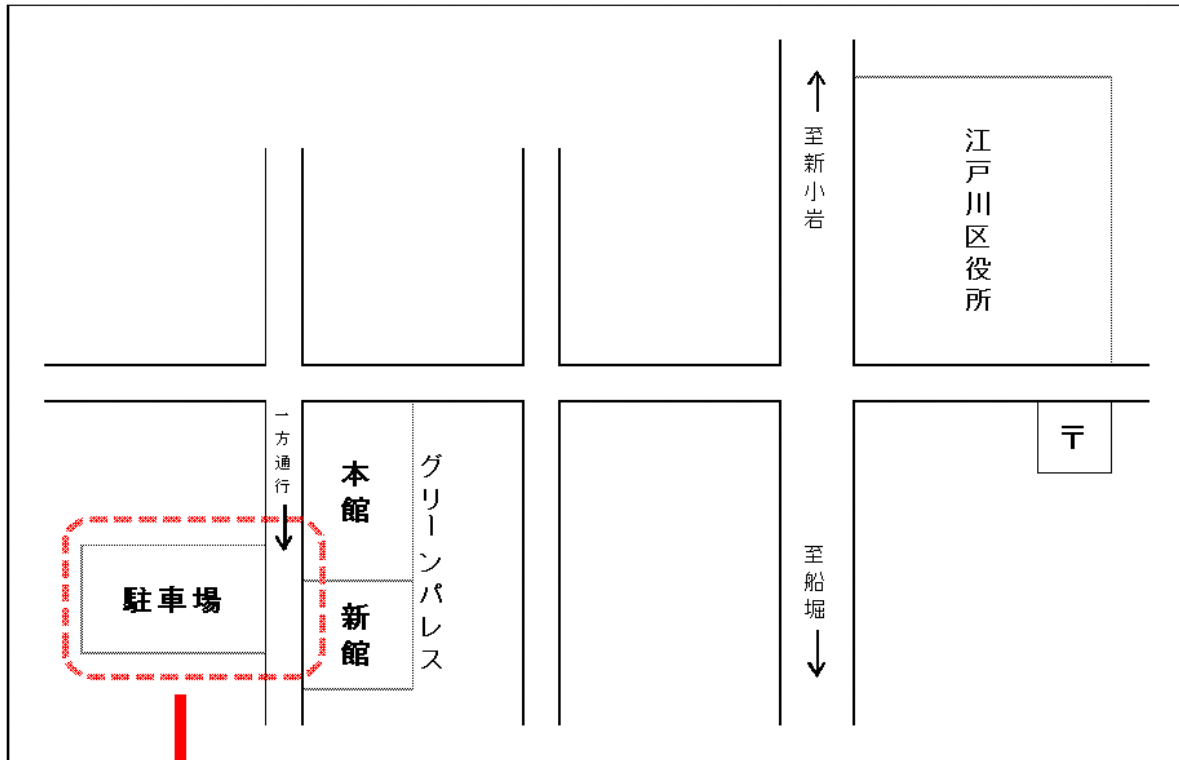 至新小岩
江戸川区役所
一方通行
本館
グリーンパレス
〒
駐車場
新館
至船堀